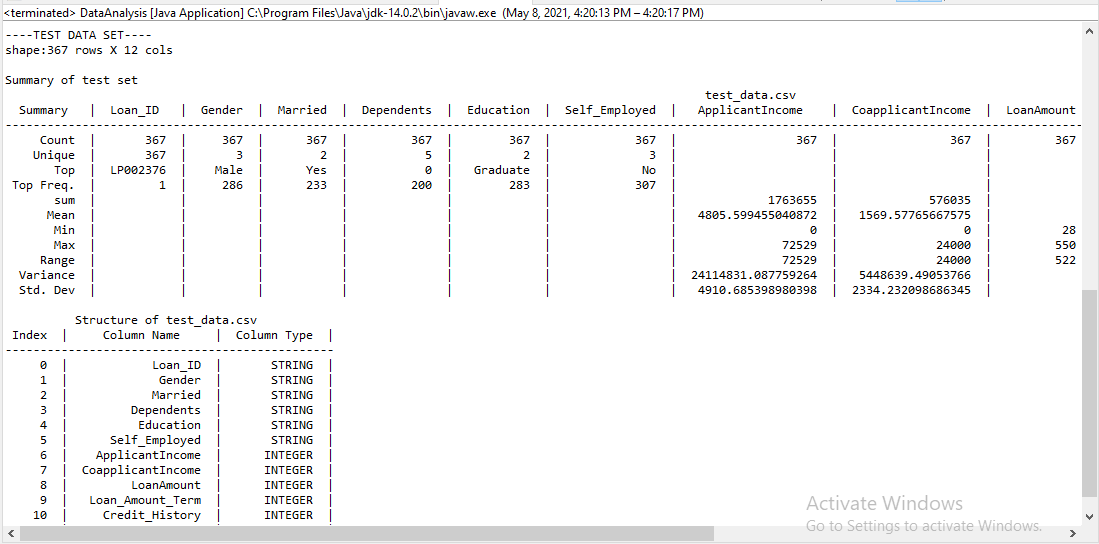 <terminated> DataAnalysis [Java Application] C:\Program Files\Java\jdk-14.0.2\bin\javaw.exe (May 8, 2021, 4:20:13 PM – 4:20:17 PM)
----TEST DATA SET----
shape:367 rows X 12 cols
Summary of test set
test_data.csv
Summary | Loan_ID | Gender | Married | Dependents | Education | Self_Employed | ApplicantIncome | CoapplicantIncome | LoanAmount
Count | 367 | 367 | 367 | 367 | 367 | 367 | 367 | 367 | 367
Unique | 367 | 3 | 2 | 5 | 2 | 3 | | |
Top | LP002376 | Male | Yes | 0 | Graduate | No | | |
Top Freq. | 1 | 286 | 233 | 200 | 283 | 307 | | |
sum | | | | | | | 1763655 | 576035 |
Mean | | | | | | | 4805.599455040872 | 1569.57765667575 |
Min | | | | | | | 0 | 0 | 28
Max | | | | | | | 72529 | 24000 | 550
Range | | | | | | | 72529 | 24000 | 522
Variance | | | | | | | 24114831.087759264 | 5448639.49053766 |
Std. Dev | | | | | | | 4910.685398980398 | 2334.232098686345 |
Structure of test_data.csv
Index | Column Name | Column Type |
0 | Loan_ID | STRING |
1 | Gender | STRING |
2 | Married | STRING |
3 | Dependents | STRING |
4 | Education | STRING |
5 | Self_Employed | STRING |
6 | ApplicantIncome | INTEGER |
7 | CoapplicantIncome | INTEGER |
8 | LoanAmount | INTEGER |
9 | Loan_Amount_Term | INTEGER |
10 | Credit_History | INTEGER |
Activate Windows
Go to Settings to activate Windows.